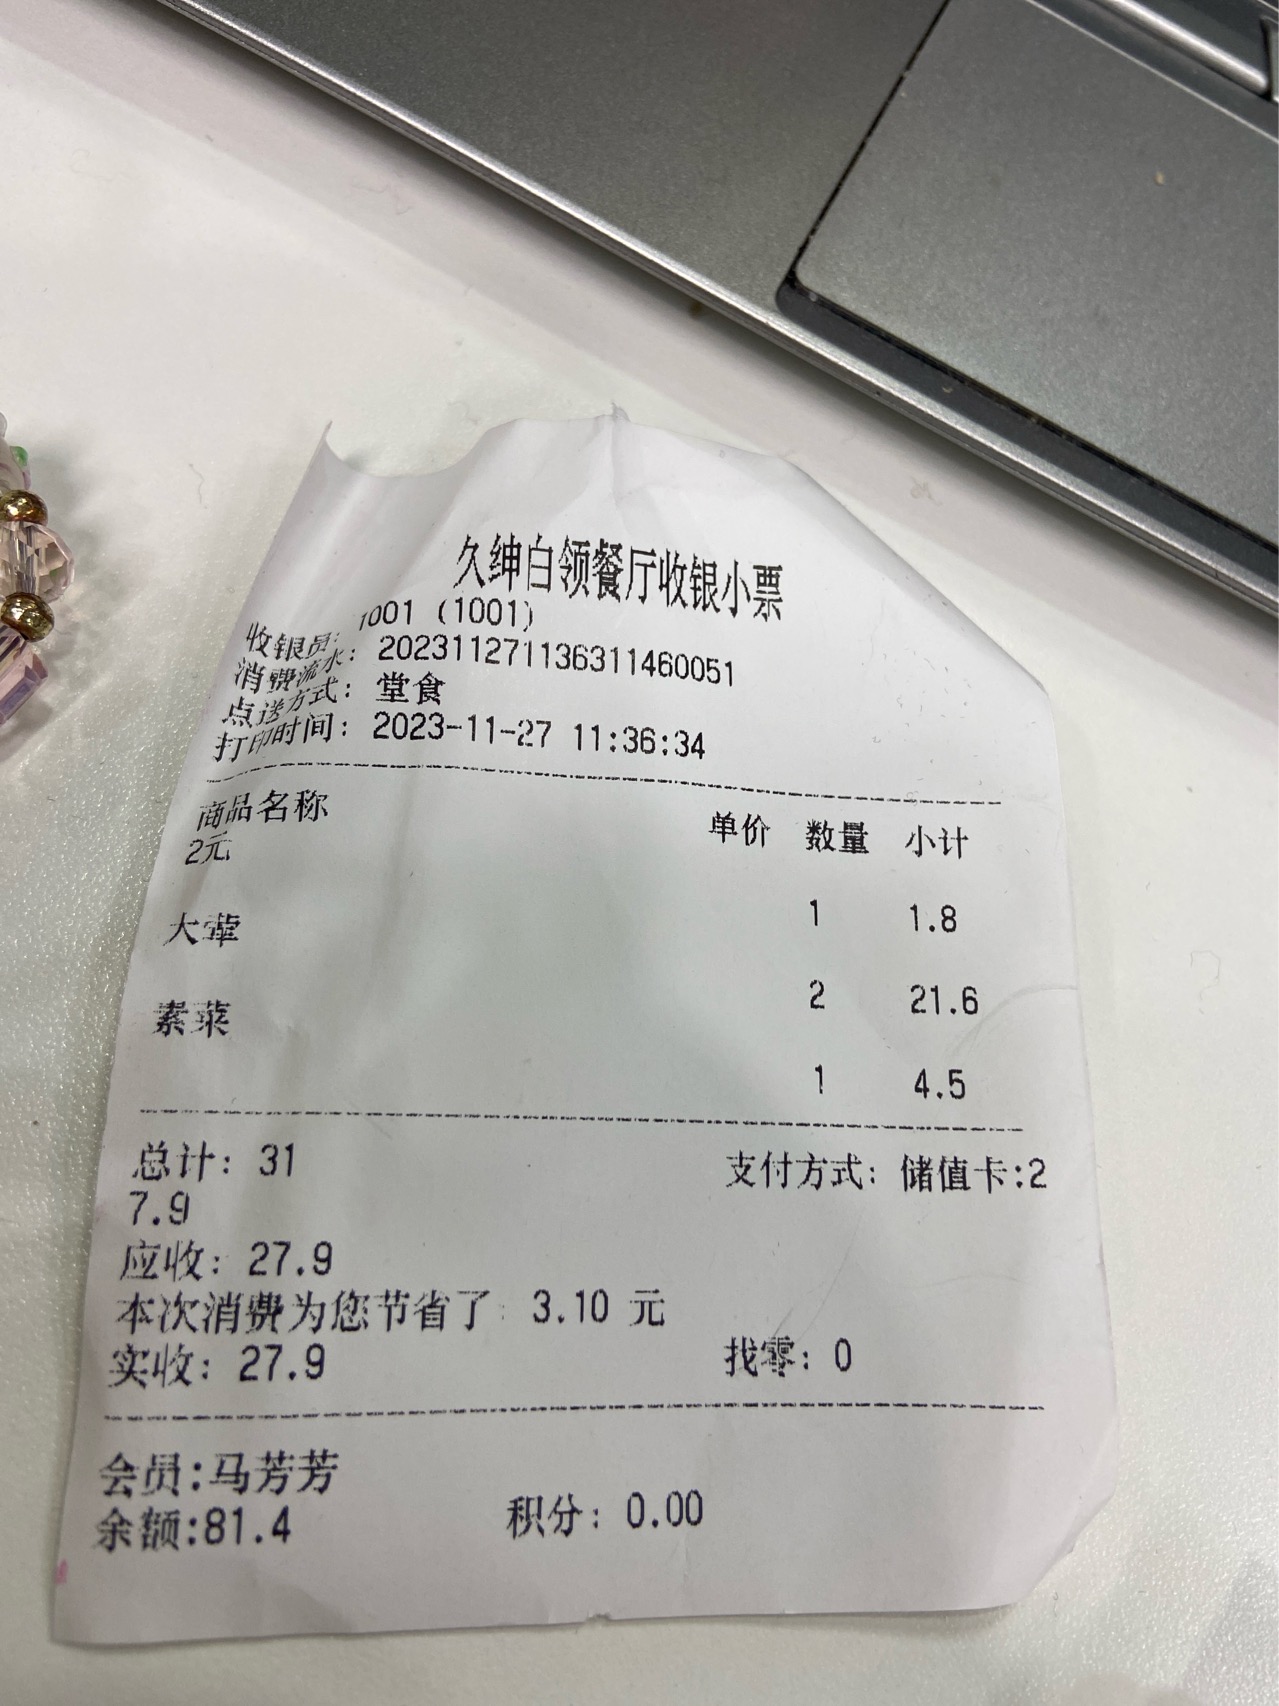 久绅白领餐厅收银小票
收银员: 1001 (1001)
消费流水: 202311271136311460051
点送方式: 堂食
打印时间: 2023-11-27 11:36:34
商品名称 单价 数量 小计
2元
1 1.8
大荤
2 21.6
素菜
1 4.5
总计: 31 支付方式: 储值卡:2
7.9
应收: 27.9
本次消费为您节省了: 3.10 元
实收: 27.9 找零: 0
会员:马芳芳
余额:81.4 积分: 0.00